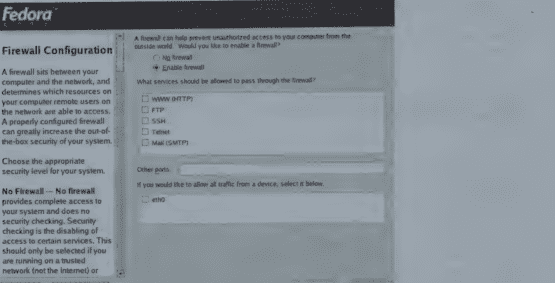 Fedora
Firewall Configuration
A firewall sits between your
computer and the network, and
determines which resources on
your computer remote users on
the network are able to access.
A properly configured firewall
can greatly increase the out-of-
the-box security of your system.
Choose the appropriate
security level for your system.
No Firewall — No firewall
provides complete access to
your system and does no
security checking. Security
checking is the disabling of
access to certain services. This
should only be selected if you
are running on a trusted
network (not the Internet) or
A firewall can help prevent unauthorized access to your computer from the
outside world. Would you like to enable a firewall?
No firewall
Enable firewall
What services should be allowed to pass through the firewall?
WWW (HTTP)
FTP
SSH
Telnet
Mail (SMTP)
Other ports:
If you would like to allow all traffic from a device, select it below.
eth0